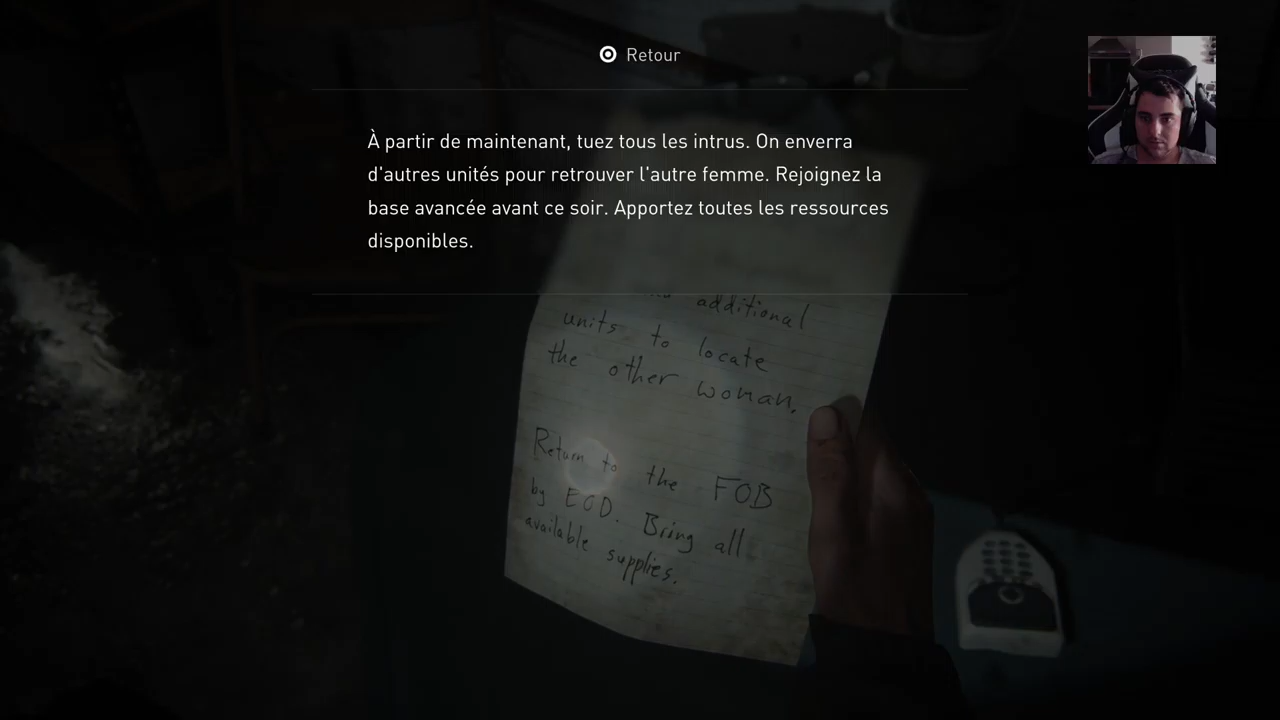 Retour
À partir de maintenant, tuez tous les intrus. On enverra
d'autres unités pour retrouver l'autre femme. Rejoignez la
base avancée avant ce soir. Apportez toutes les ressources
disponibles.
additional
units to locate
the other woman.
Return to the FOB
by EOD. Bring all
available supplies.